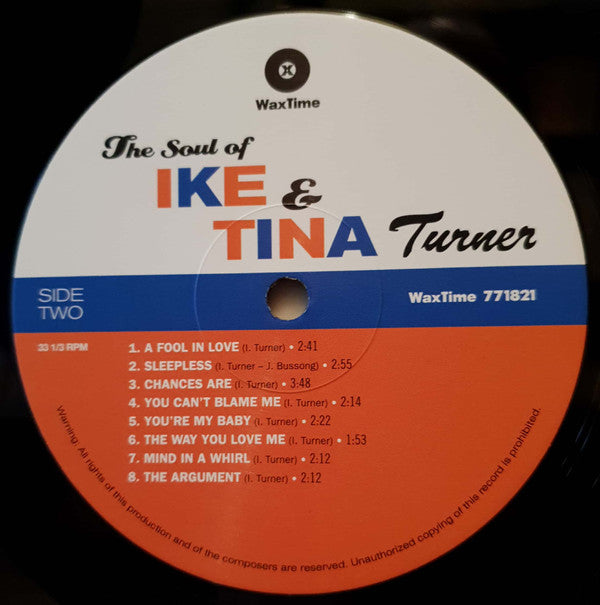 WaxTime
The Soul of
IKE &
TINA Turner
SIDE
TWO
WaxTime 771821
33 1/3 RPM
1. A FOOL IN LOVE (I. Turner) • 2:41
2. SLEEPLESS (I. Turner – J. Bussong) • 2:55
3. CHANCES ARE (I. Turner) • 3:48
4. YOU CAN'T BLAME ME (I. Turner) • 2:14
5. YOU'RE MY BABY (I. Turner) • 2:22
6. THE WAY YOU LOVE ME (I. Turner) • 1:53
7. MIND IN A WHIRL (I. Turner) • 2:12
8. THE ARGUMENT (I. Turner) • 2:12
Warning: All rights of this production and of the composers are reserved. Unauthorized copying of this record is prohibited.